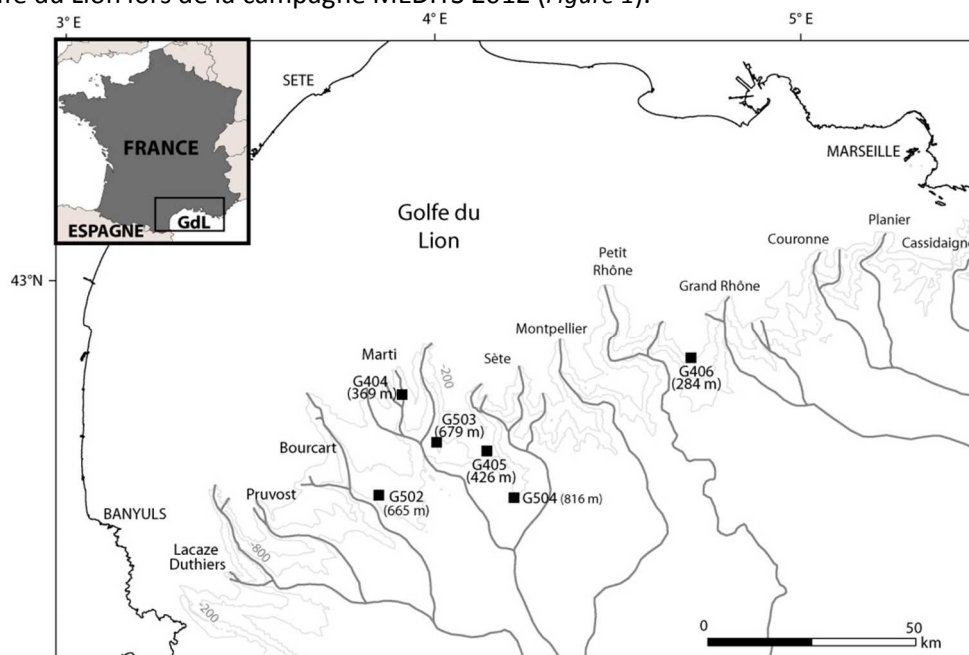 fe du Lion lors de la campagne MEDITS 2012 (Figure 1).
3° E
4° E
5° E
SETE
FRANCE
MARSEILLE
GdL
ESPAGNE
Golfe du
Lion
Planier
Couronne
Cassidaigne
43°N
Petit
Rhône
Grand Rhône
Montpellier
Marti
Sète
-200
G404
(369 m)
G406
(284 m)
G503
(679 m)
Bourcart
G405
(426 m)
Pruvost
G502
(665 m)
G504 (816 m)
BANYULS
Lacaze
Duthiers
-800
-200
0
50
km